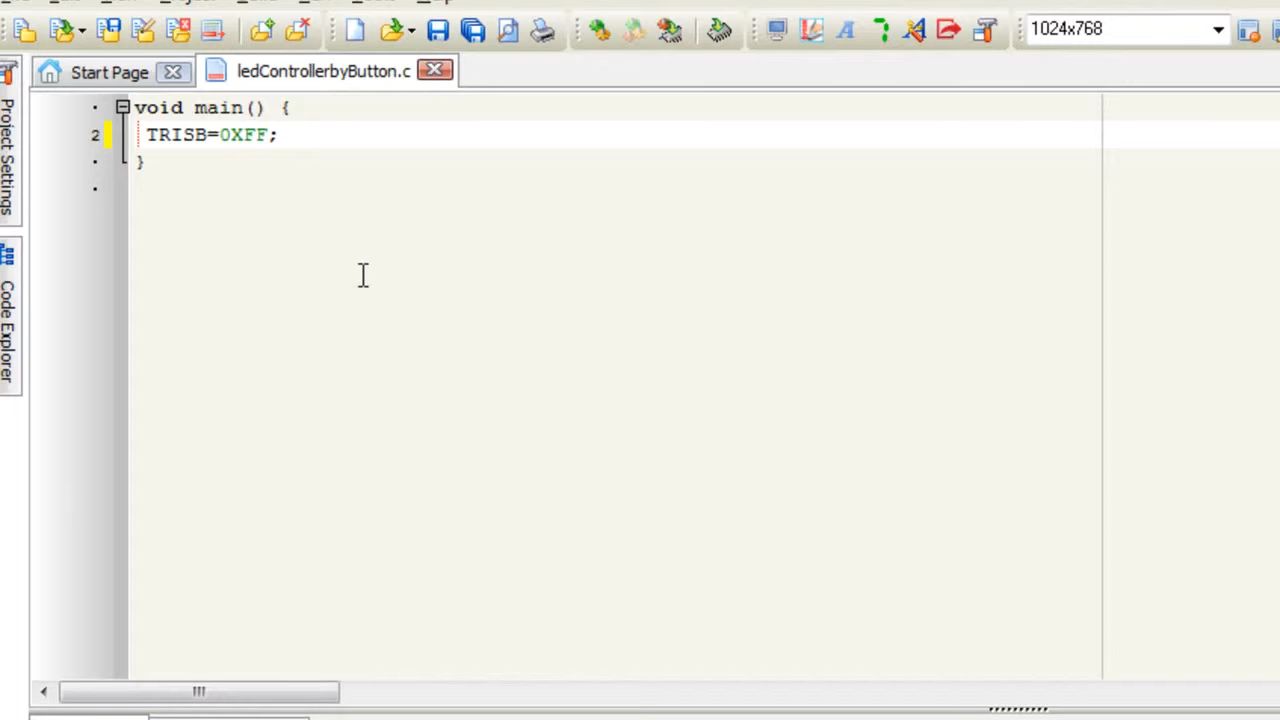 1024x768
Start Page
ledControllerbyButton.c
void main() {
2 TRISB=0XFF;
}
Project Settings
Code Explorer